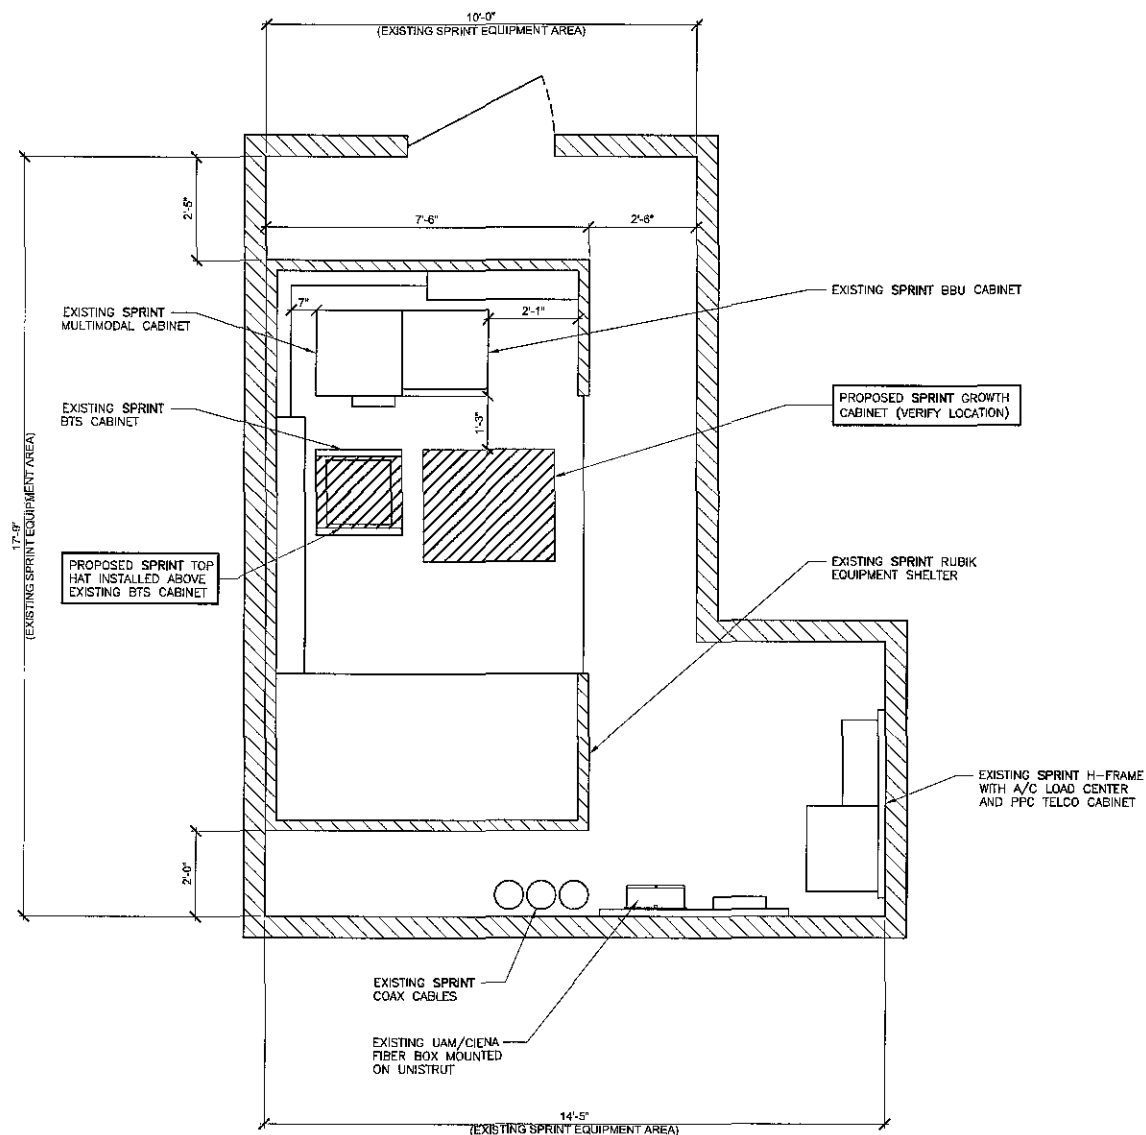 10'-0"
(EXISTING SPRINT EQUIPMENT AREA)
2'-5"
7'-6"
2'-6"
EXISTING SPRINT BBU CABINET
7"
2'-1"
EXISTING SPRINT
MULTIMODAL CABINET
PROPOSED SPRINT GROWTH
CABINET (VERIFY LOCATION)
EXISTING SPRINT
BTS CABINET
1'-3"
17'-9"
(EXISTING SPRINT EQUIPMENT AREA)
PROPOSED SPRINT TOP
HAT INSTALLED ABOVE
EXISTING BTS CABINET
EXISTING SPRINT RUBIK
EQUIPMENT SHELTER
EXISTING SPRINT H-FRAME
WITH A/C LOAD CENTER
AND PPC TELCO CABINET
2'-0"
EXISTING SPRINT
COAX CABLES
EXISTING UAM/CIENA
FIBER BOX MOUNTED
ON UNISTRUT
14'-5"
(EXISTING SPRINT EQUIPMENT AREA)